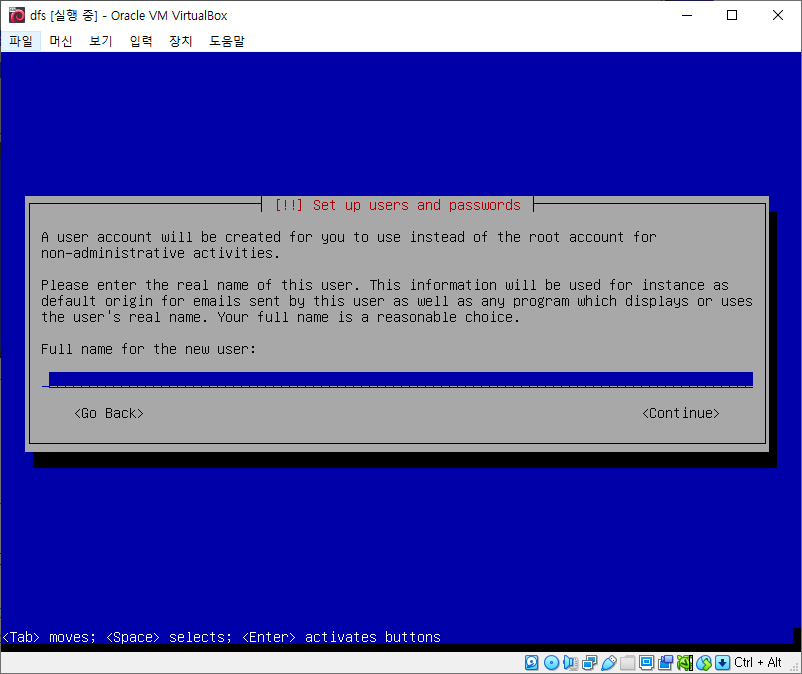 dfs [실행 중] - Oracle VM VirtualBox
파일 머신 보기 입력 장치 도움말
[!!] Set up users and passwords
A user account will be created for you to use instead of the root account for
non-administrative activities.
Please enter the real name of this user. This information will be used for instance as
default origin for emails sent by this user as well as any program which displays or uses
the user's real name. Your full name is a reasonable choice.
Full name for the new user:
<Go Back> <Continue>
<Tab> moves; <Space> selects; <Enter> activates buttons
Ctrl + Alt